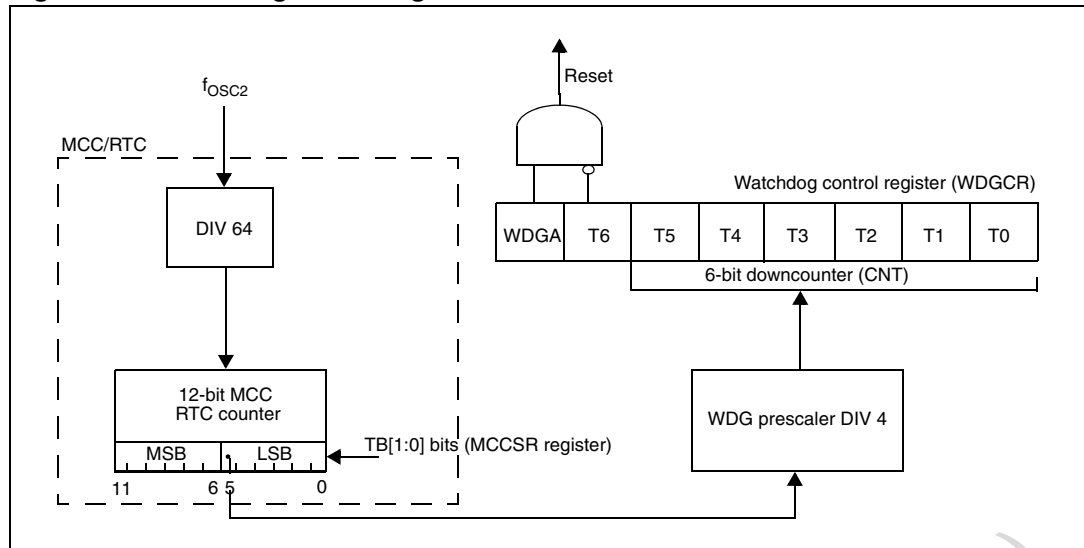 Reset
fOSC2
MCC/RTC
Watchdog control register (WDGCR)
DIV 64
WDGA T6 T5 T4 T3 T2 T1 T0
6-bit downcounter (CNT)
12-bit MCC
RTC counter
WDG prescaler DIV 4
MSB LSB
TB[1:0] bits (MCCSR register)
11 6 5 0